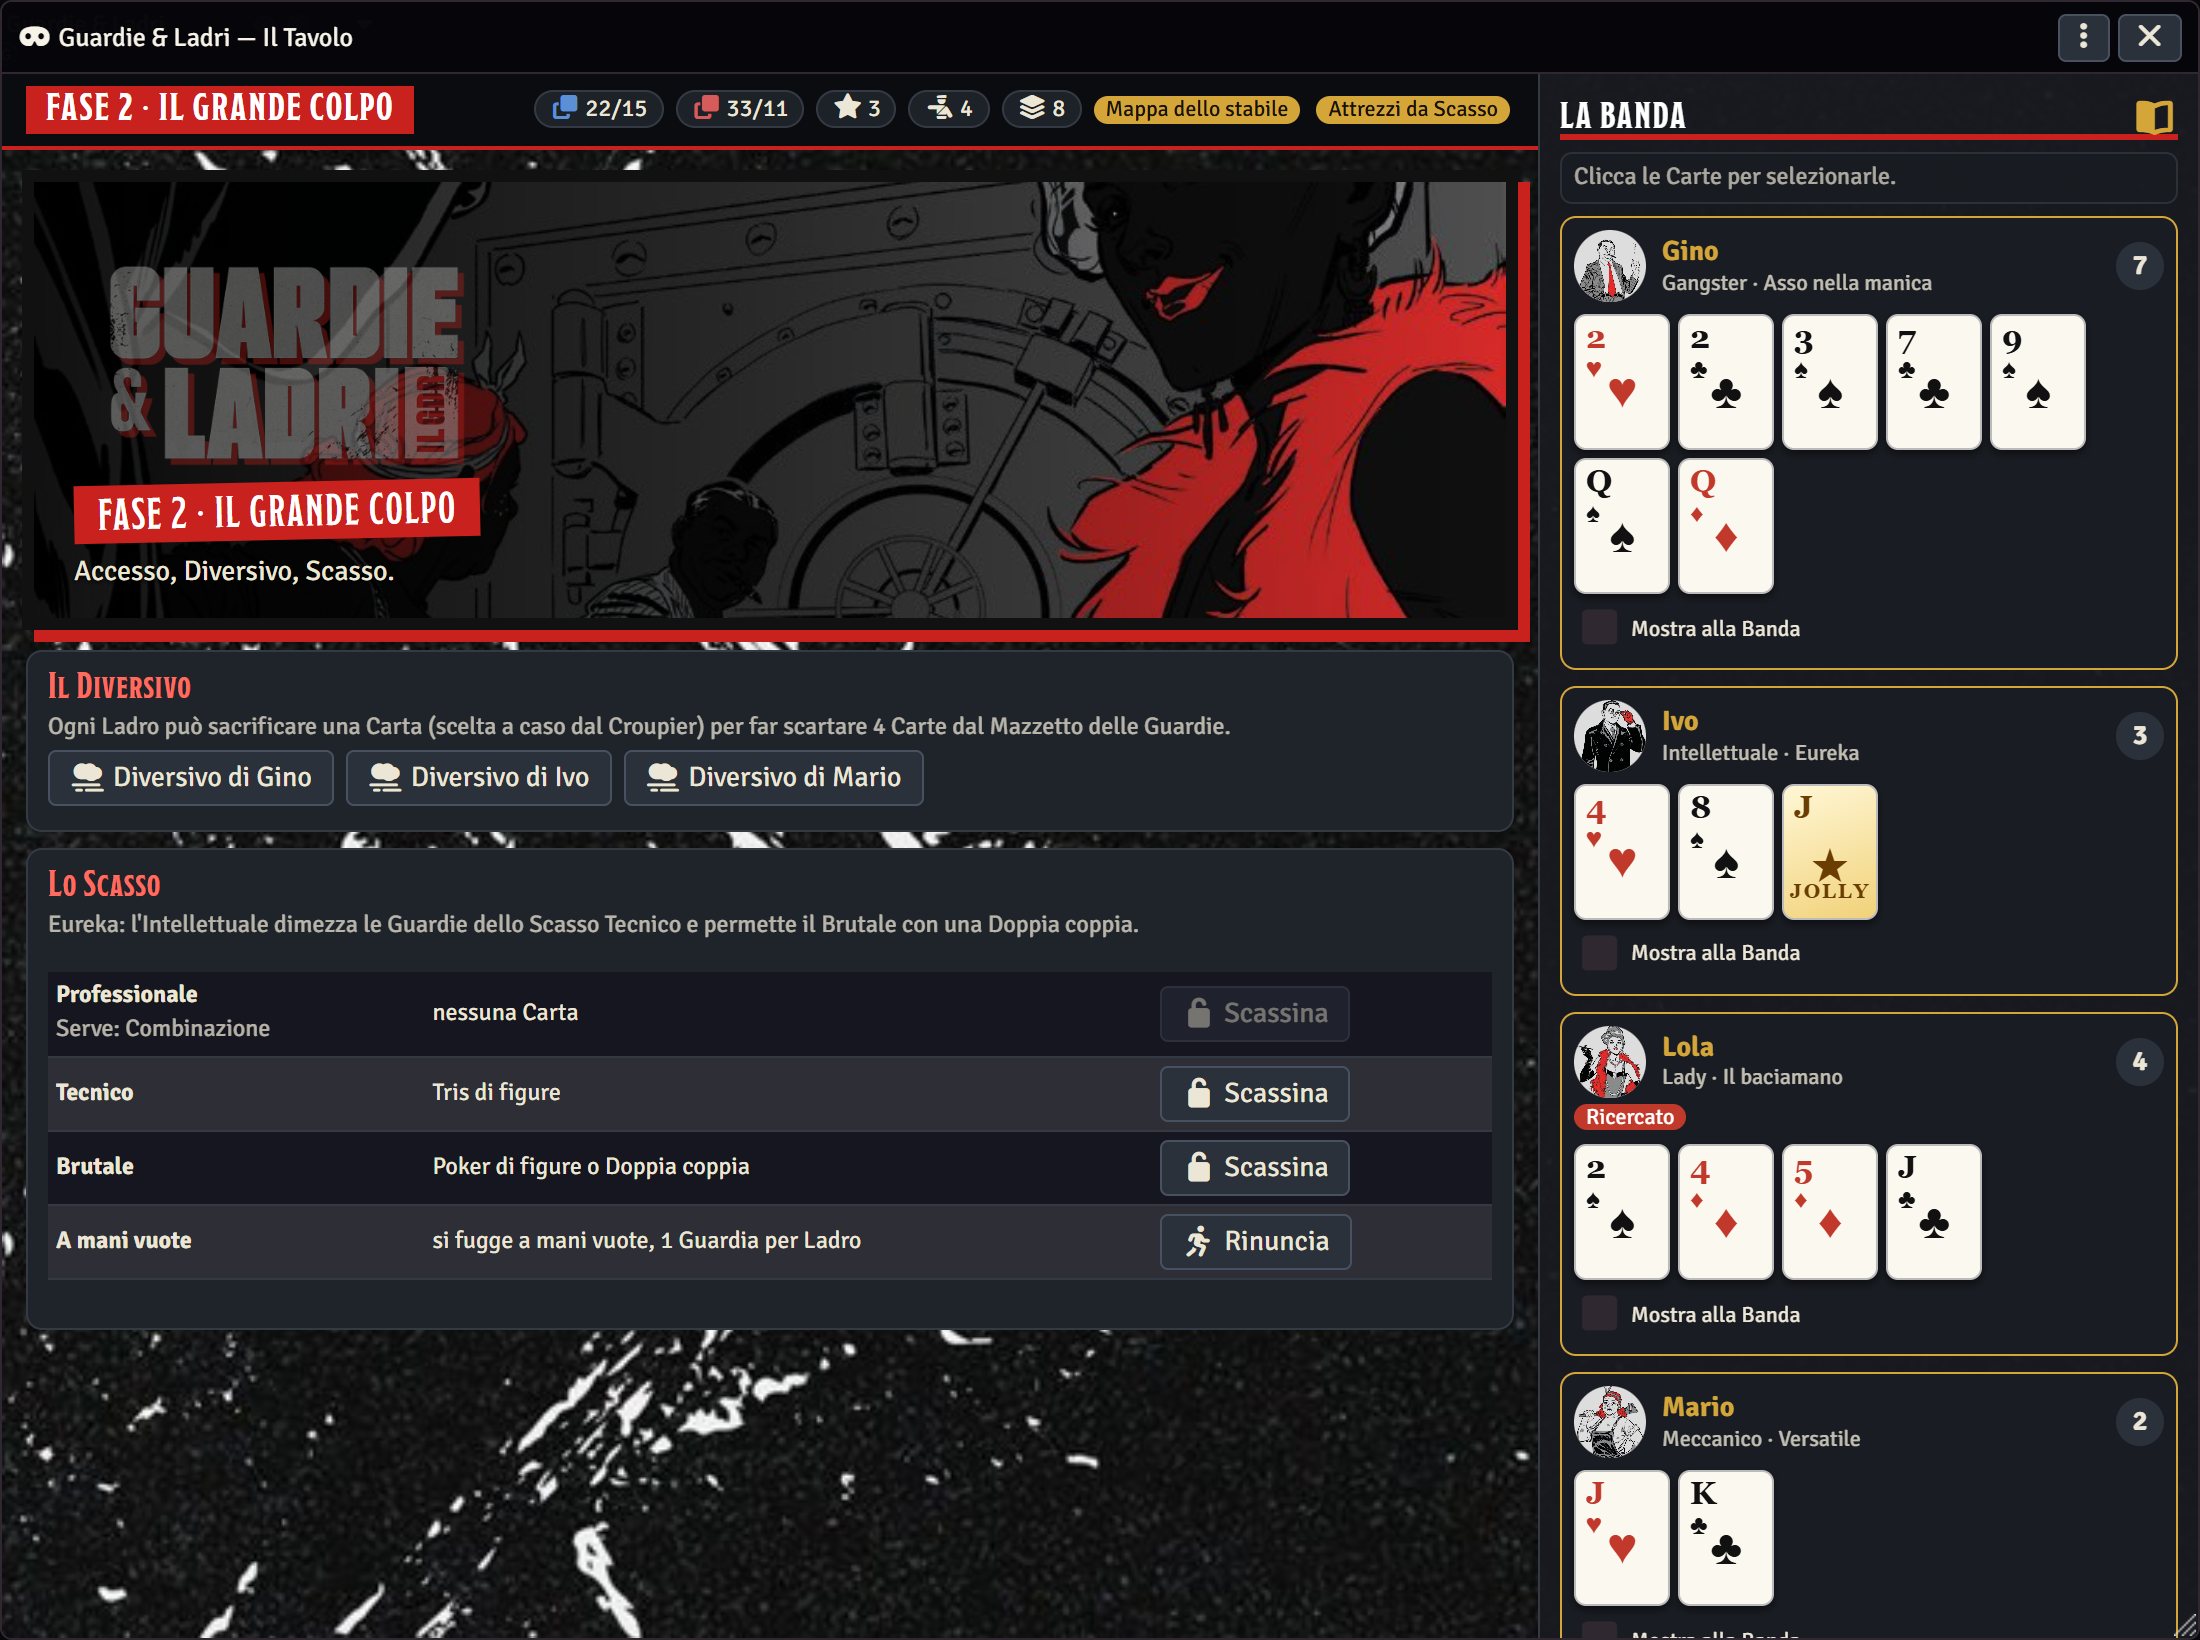 Guardie & Ladri — Il Tavolo
FASE 2 · IL GRANDE COLPO
22/15
33/11
3
4
8
Mappa dello stabile
Attrezzi da Scasso
GUARDIE
& LADRI
IL GDR
FASE 2 · IL GRANDE COLPO
Accesso, Diversivo, Scasso.
Il Diversivo
Ogni Ladro può sacrificare una Carta (scelta a caso dal Croupier) per far scartare 4 Carte dal Mazzetto delle Guardie.
Diversivo di Gino
Diversivo di Ivo
Diversivo di Mario
Lo Scasso
Eureka: l'Intellettuale dimezza le Guardie dello Scasso Tecnico e permette il Brutale con una Doppia coppia.
Professionale
Serve: Combinazione
nessuna Carta
Scassina
Tecnico
Tris di figure
Scassina
Brutale
Poker di figure o Doppia coppia
Scassina
A mani vuote
si fugge a mani vuote, 1 Guardia per Ladro
Rinuncia
LA BANDA
Clicca le Carte per selezionarle.
Gino
Gangster · Asso nella manica
7
2
2
3
7
9
Q
Q
Mostra alla Banda
Ivo
Intellettuale · Eureka
3
4
8
J
JOLLY
Mostra alla Banda
Lola
Lady · Il baciamano
4
Ricercato
2
4
5
J
Mostra alla Banda
Mario
Meccanico · Versatile
2
J
K